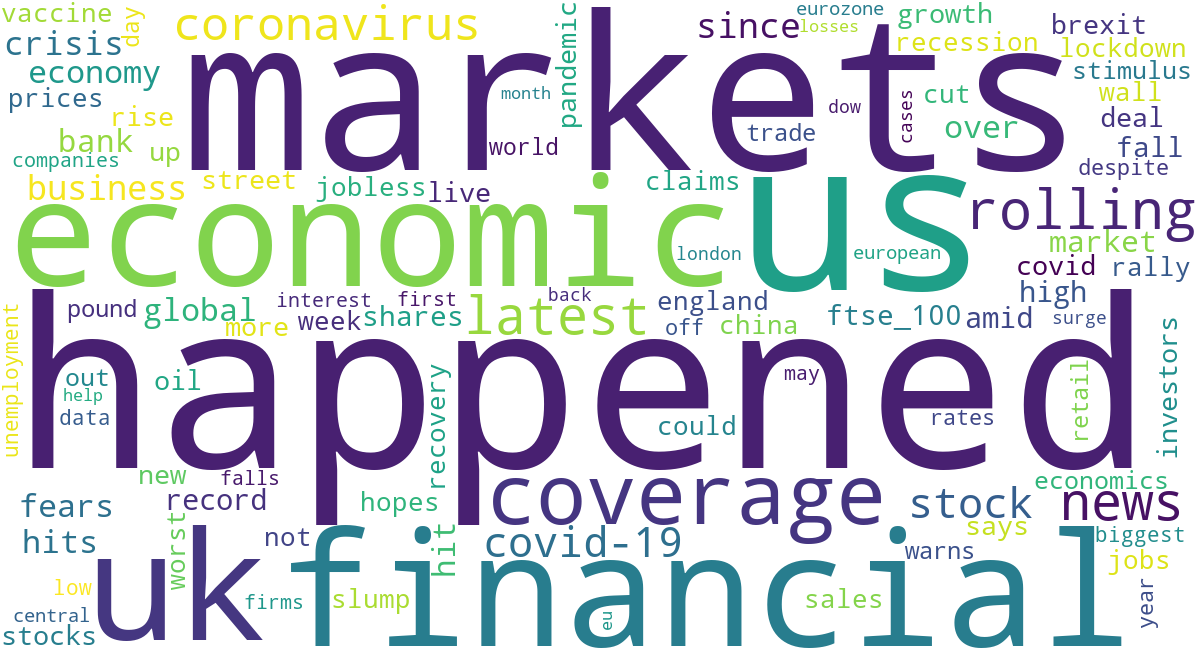 vaccine
day
coronavirus
pandemic
since
eurozone
losses
growth
brexit
crisis
markets
recession
lockdown
economy
stimulus
prices
month
dow
cases
cut
wall
rise
deal
bank
up
world
trade
over
fall
companies
despite
business
street
jobless
live
claims
us
rolling
economic
london
european
market
covid
rally
high
pound
global
interest
first
back
england
ftse_100
amid
surge
unemployment
more
week
shares
latest
off
china
happened
out
oil
help
data
recovery
may
could
rates
retail
investors
new
falls
record
hopes
coverage
stock
news
economics
fears
says
biggest
hits
worst
not
hit
covid-19
warns
jobs
uk
financial
low
firms
slump
sales
year
central
stocks
eu